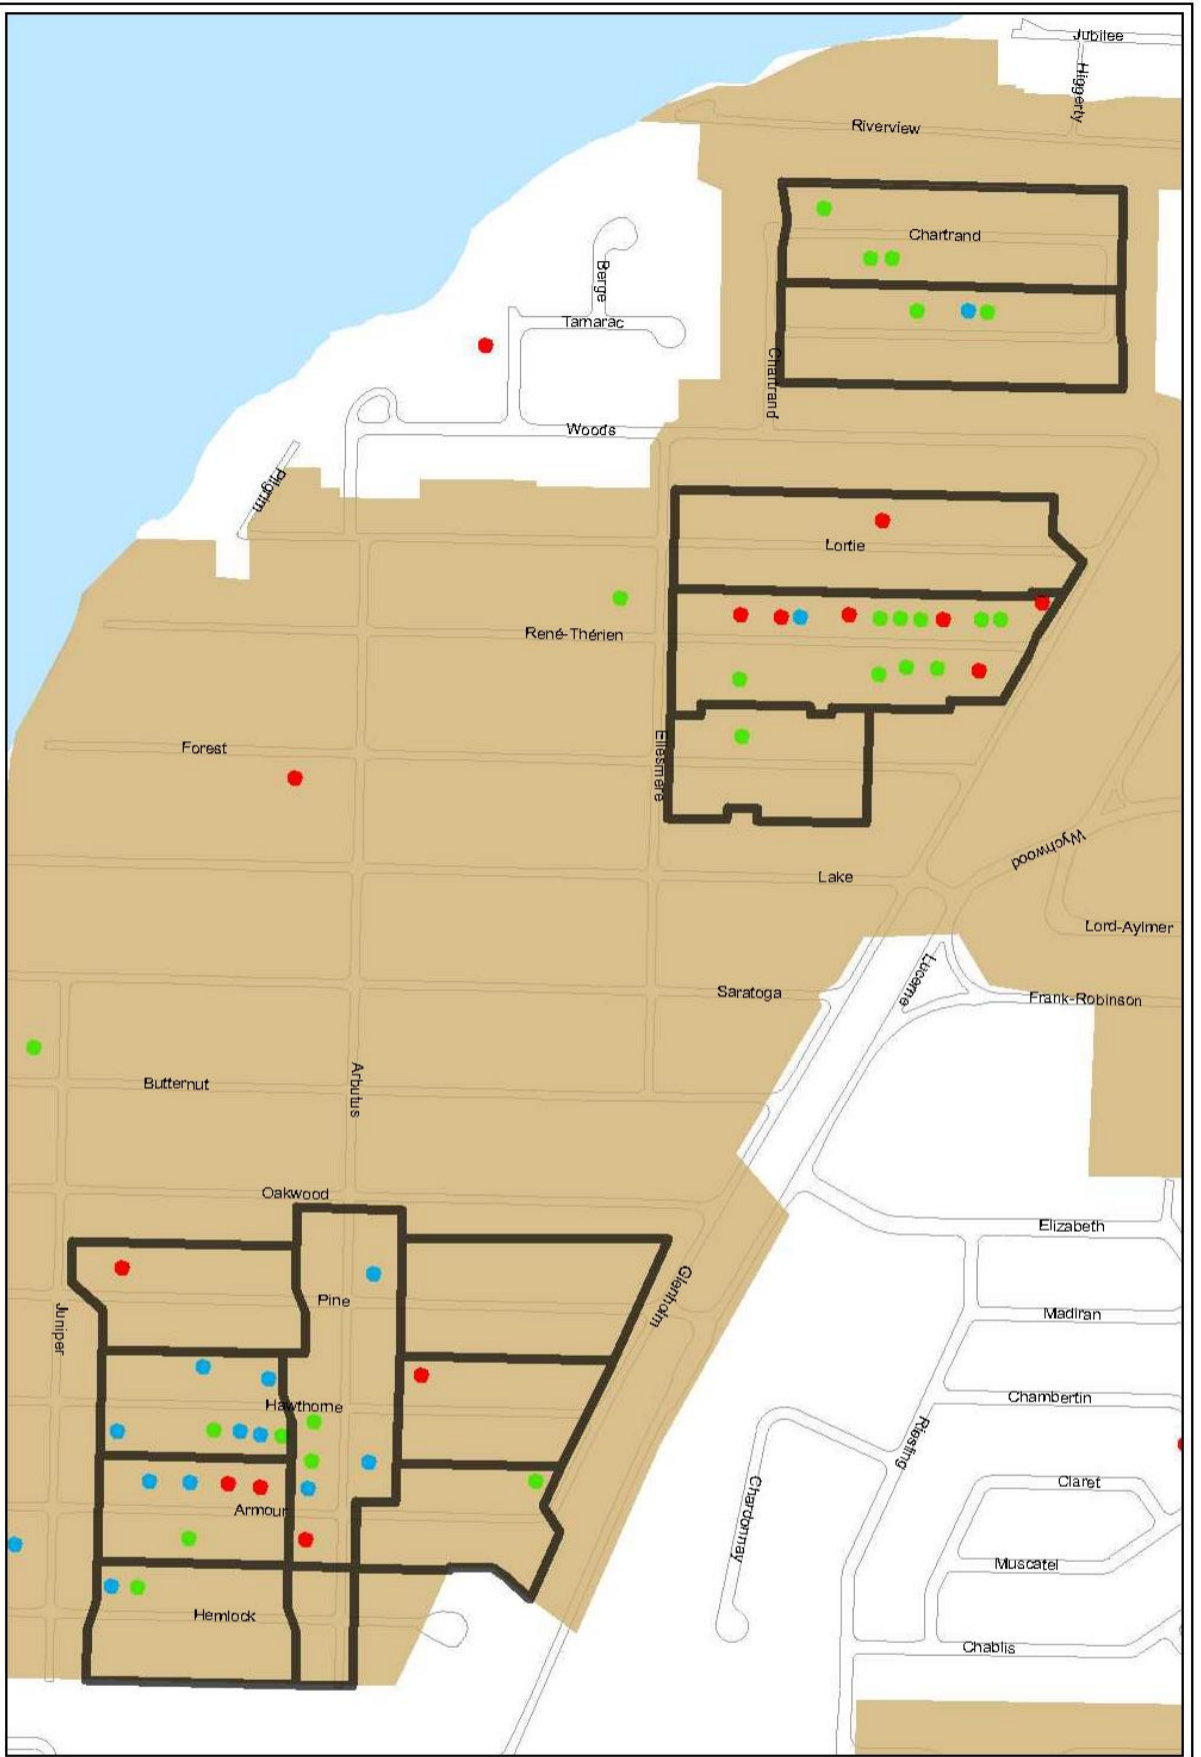 Jubilee
Higgerty
Riverview
Chartrand
Berge
Tamarac
Chartrand
Woods
Pilgrim
Lortie
René-Thérien
Forest
Ellesmere
Wychwood
Lake
Lord-Aylmer
Lucerne
Saratoga
Frank-Robinson
Butternut
Arbutus
Oakwood
Elizabeth
Glenholm
Pine
Juniper
Madiran
Chambertin
Hawthorne
Riesling
Claret
Armour
Chardonnay
Muscatel
Hemlock
Chablis